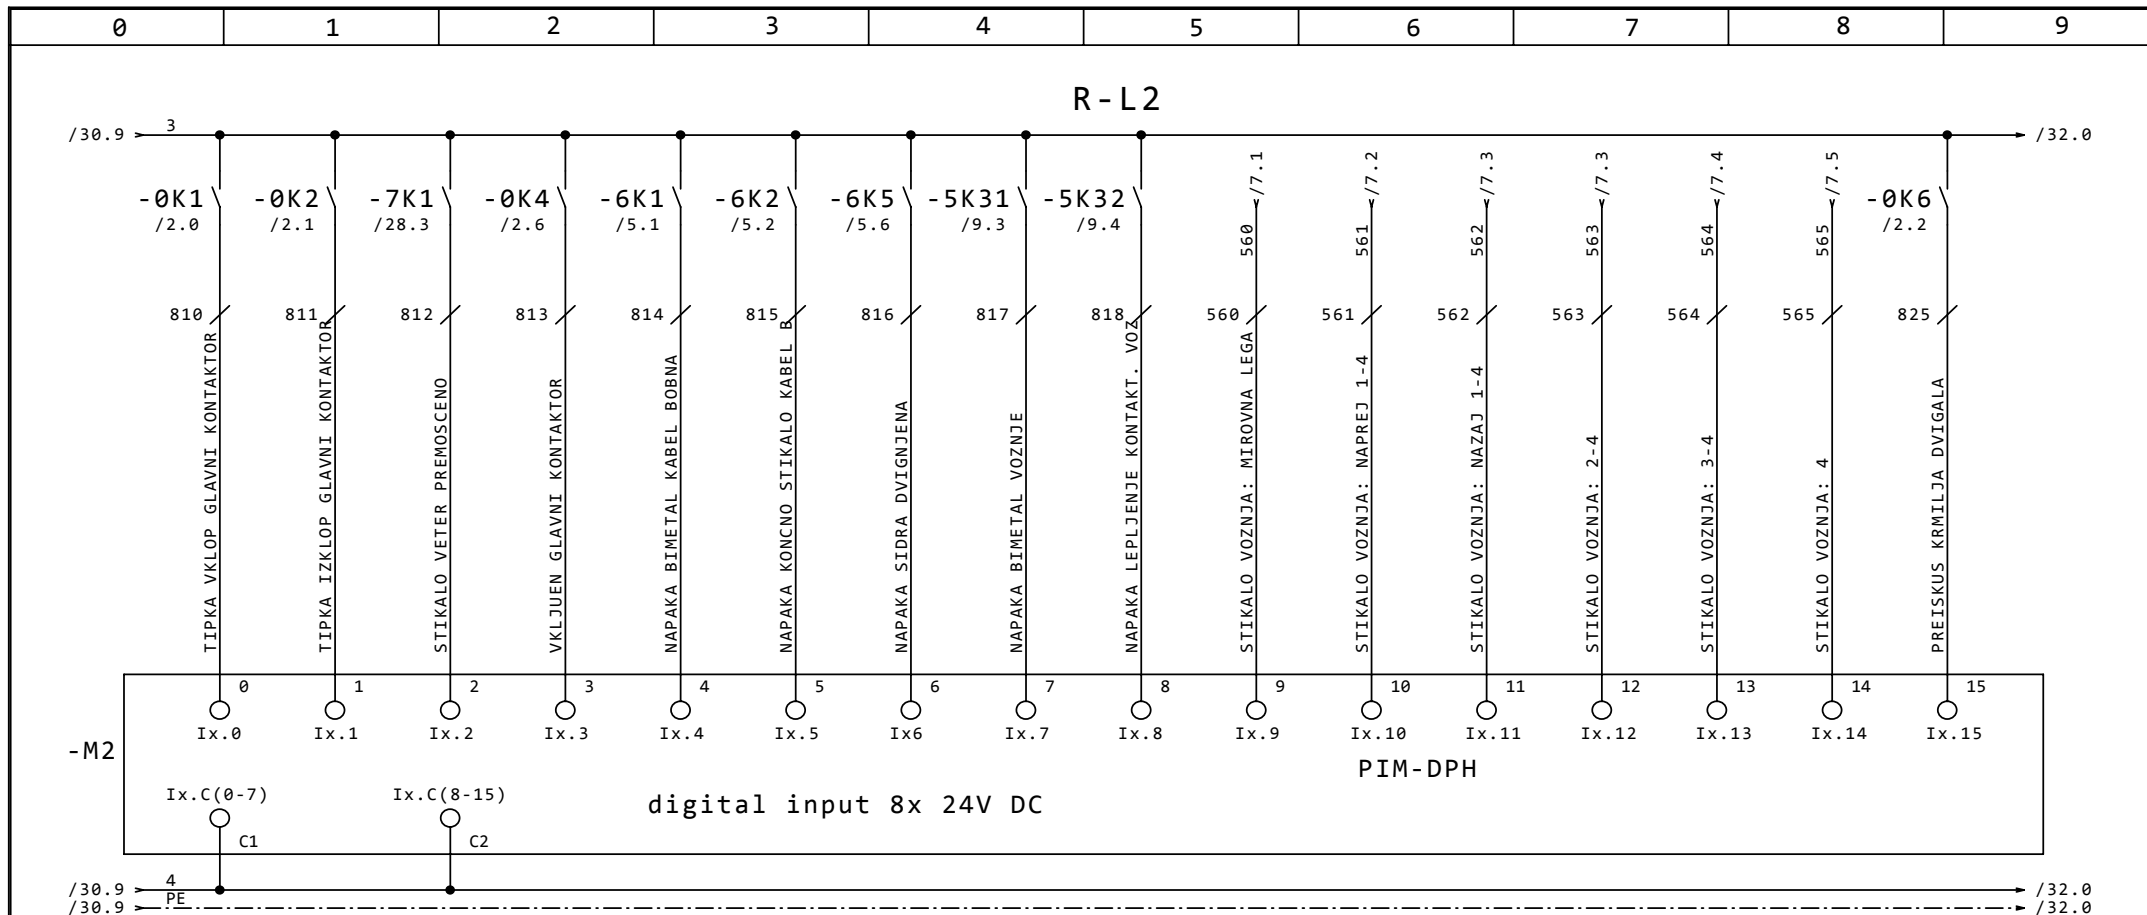 0 1 2 3 4 5 6 7 8 9
R-L2
/30.9 3 /32.0
/7.1 /7.2 /7.3 /7.3 /7.4 /7.5
-0K1 -0K2 -7K1 -0K4 -6K1 -6K2 -6K5 -5K31 -5K32 -0K6
/2.0 /2.1 /28.3 /2.6 /5.1 /5.2 /5.6 /9.3 /9.4 /2.2
560 561 562 563 564 565
810 811 812 813 814 815 816 817 818 560 561 562 563 564 565 825
TIPKA VKLOP GLAVNI KONTAKTOR
TIPKA IZKLOP GLAVNI KONTAKTOR
STIKALO VETER PREMOSCENO
VKLJUEN GLAVNI KONTAKTOR
NAPAKA BIMETAL KABEL BOBNA
NAPAKA KONCNO STIKALO KABEL B
NAPAKA SIDRA DVIGNJENA
NAPAKA BIMETAL VOZNJE
NAPAKA LEPLJENJE KONTAKT. VOZ
STIKALO VOZNJA: MIROVNA LEGA
STIKALO VOZNJA: NAPREJ 1-4
STIKALO VOZNJA: NAZAJ 1-4
STIKALO VOZNJA: 2-4
STIKALO VOZNJA: 3-4
STIKALO VOZNJA: 4
PREISKUS KRMILJA DVIGALA
0 1 2 3 4 5 6 7 8 9 10 11 12 13 14 15
Ix.0 Ix.1 Ix.2 Ix.3 Ix.4 Ix.5 Ix6 Ix.7 Ix.8 Ix.9 Ix.10 Ix.11 Ix.12 Ix.13 Ix.14 Ix.15
-M2
PIM-DPH
Ix.C(0-7) Ix.C(8-15)
digital input 8x 24V DC
C1 C2
/30.9 4 /32.0
/30.9 PE /32.0